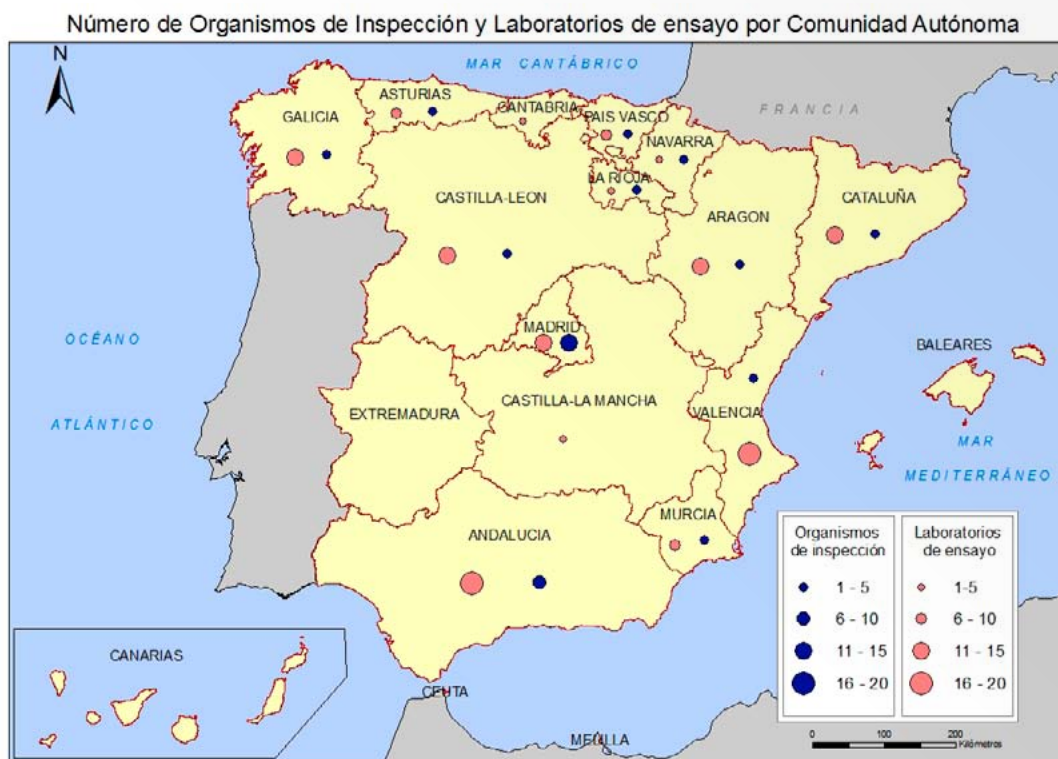 Número de Organismos de Inspección y Laboratorios de ensayo por Comunidad Autónoma
N
MAR CANTÁBRICO
FRANCIA
ASTURIAS
CANTABRIA
PAIS VASCO
GALICIA
NAVARRA
LA RIOJA
CASTILLA-LEON
CATALUÑA
ARAGON
MADRID
OCÉANO
ATLÁNTICO
BALEARES
EXTREMADURA
CASTILLA-LA MANCHA
VALENCIA
MAR
MEDITERRÁNEO
MURCIA
ANDALUCIA
CANARIAS
CEUTA
MELILLA
Organismos
de inspección
1 - 5
6 - 10
11 - 15
16 - 20
Laboratorios
de ensayo
1-5
6 - 10
11 - 15
16 - 20
0 100 200
Kilómetros